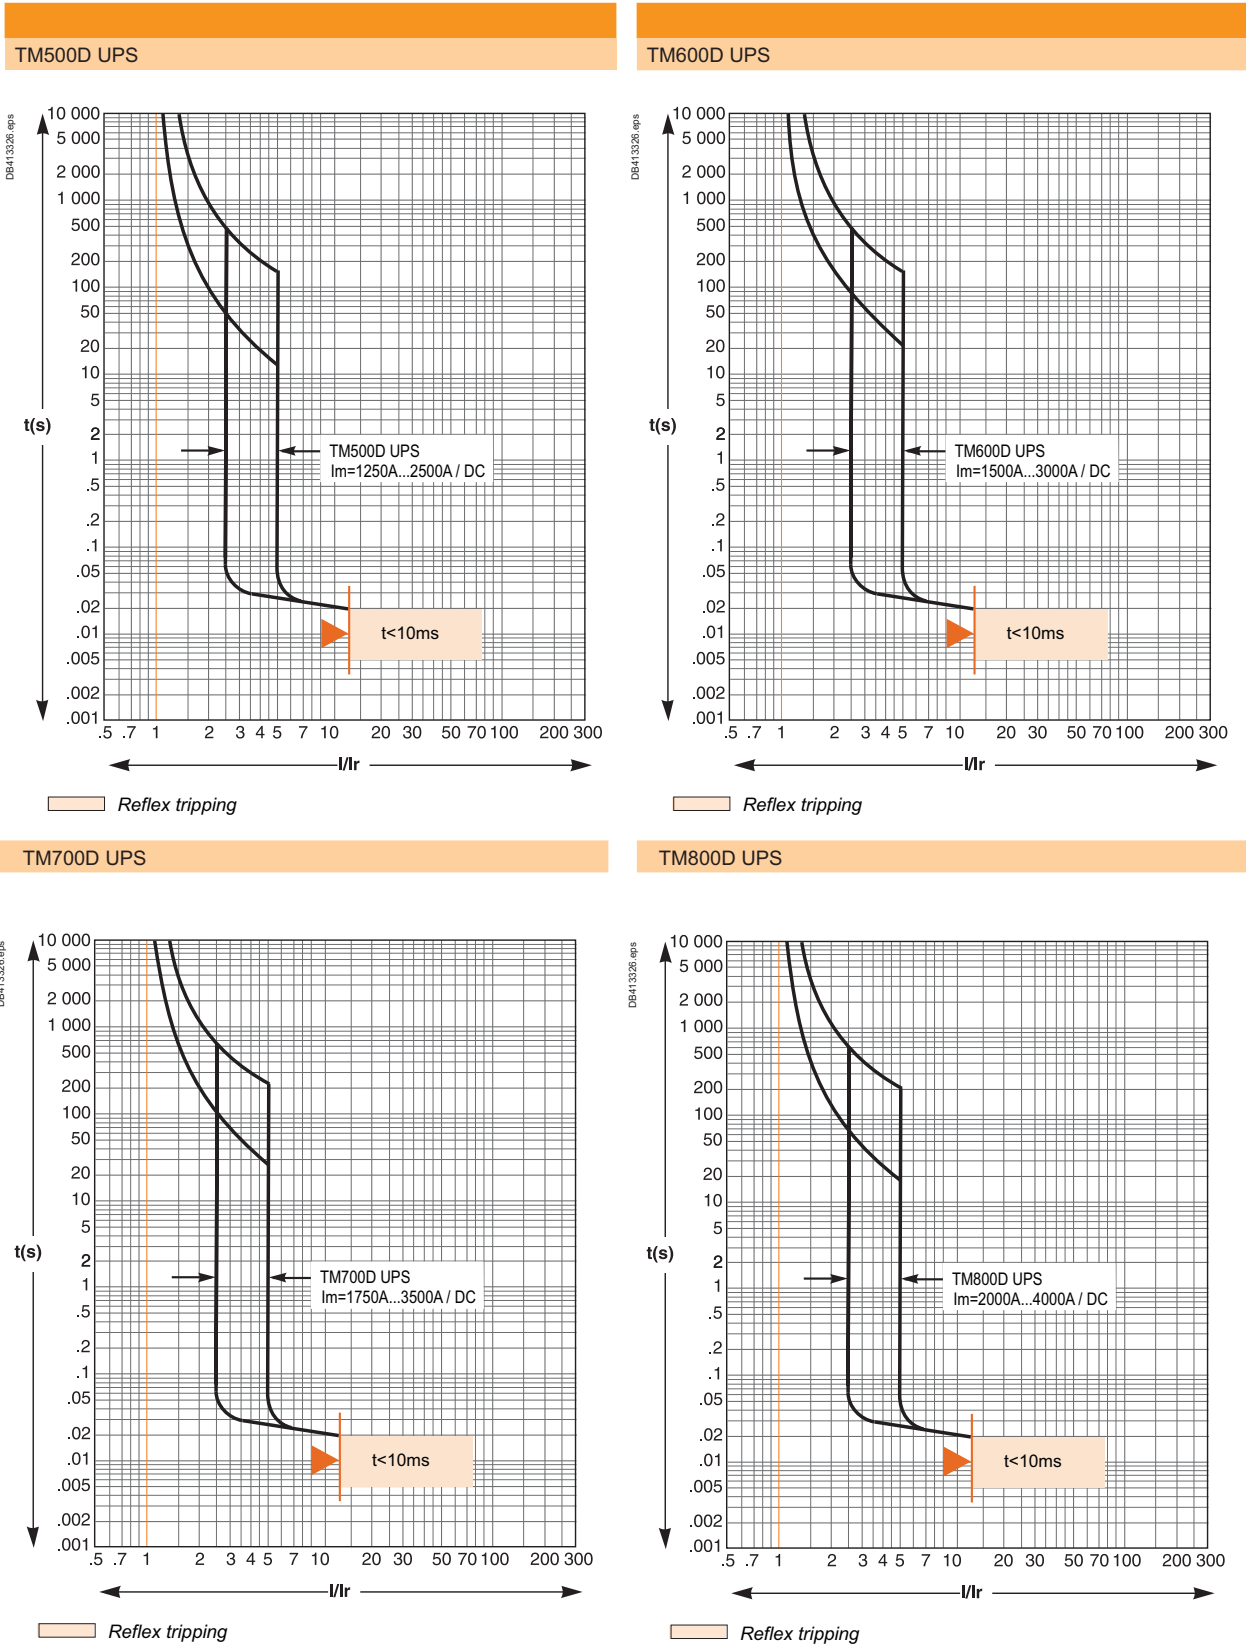 TM500D UPS
TM600D UPS
DB413326.eps
10 000
5 000
2 000
1 000
500
200
100
50
20
10
5
2
1
.5
.2
.1
.05
.02
.01
.005
.002
.001
t(s)
TM500D UPS
Im=1250A...2500A / DC
t<10ms
.5 .7 1 2 3 4 5 7 10 20 30 50 70 100 200 300
I/Ir
Reflex tripping
DB413326.eps
10 000
5 000
2 000
1 000
500
200
100
50
20
10
5
2
1
.5
.2
.1
.05
.02
.01
.005
.002
.001
t(s)
TM600D UPS
Im=1500A...3000A / DC
t<10ms
.5 .7 1 2 3 4 5 7 10 20 30 50 70 100 200 300
I/Ir
Reflex tripping
TM700D UPS
TM800D UPS
DB413326.eps
10 000
5 000
2 000
1 000
500
200
100
50
20
10
5
2
1
.5
.2
.1
.05
.02
.01
.005
.002
.001
t(s)
TM700D UPS
Im=1750A...3500A / DC
t<10ms
.5 .7 1 2 3 4 5 7 10 20 30 50 70 100 200 300
I/Ir
Reflex tripping
DB413326.eps
10 000
5 000
2 000
1 000
500
200
100
50
20
10
5
2
1
.5
.2
.1
.05
.02
.01
.005
.002
.001
t(s)
TM800D UPS
Im=2000A...4000A / DC
t<10ms
.5 .7 1 2 3 4 5 7 10 20 30 50 70 100 200 300
I/Ir
Reflex tripping